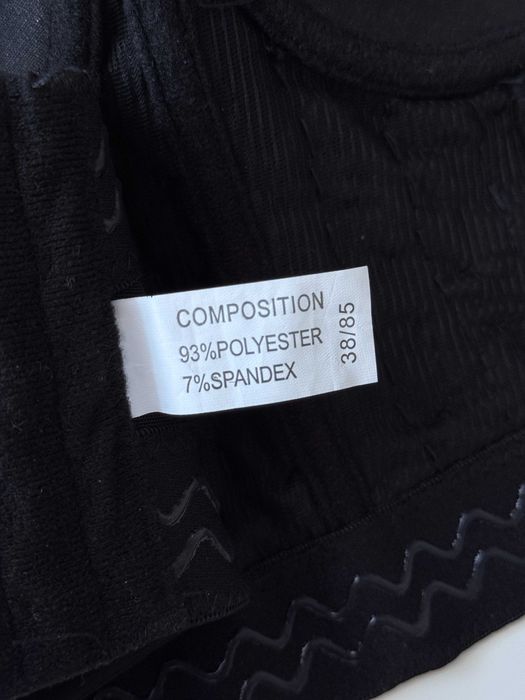 COMPOSITION
93%POLYESTER
7%SPANDEX
38/85